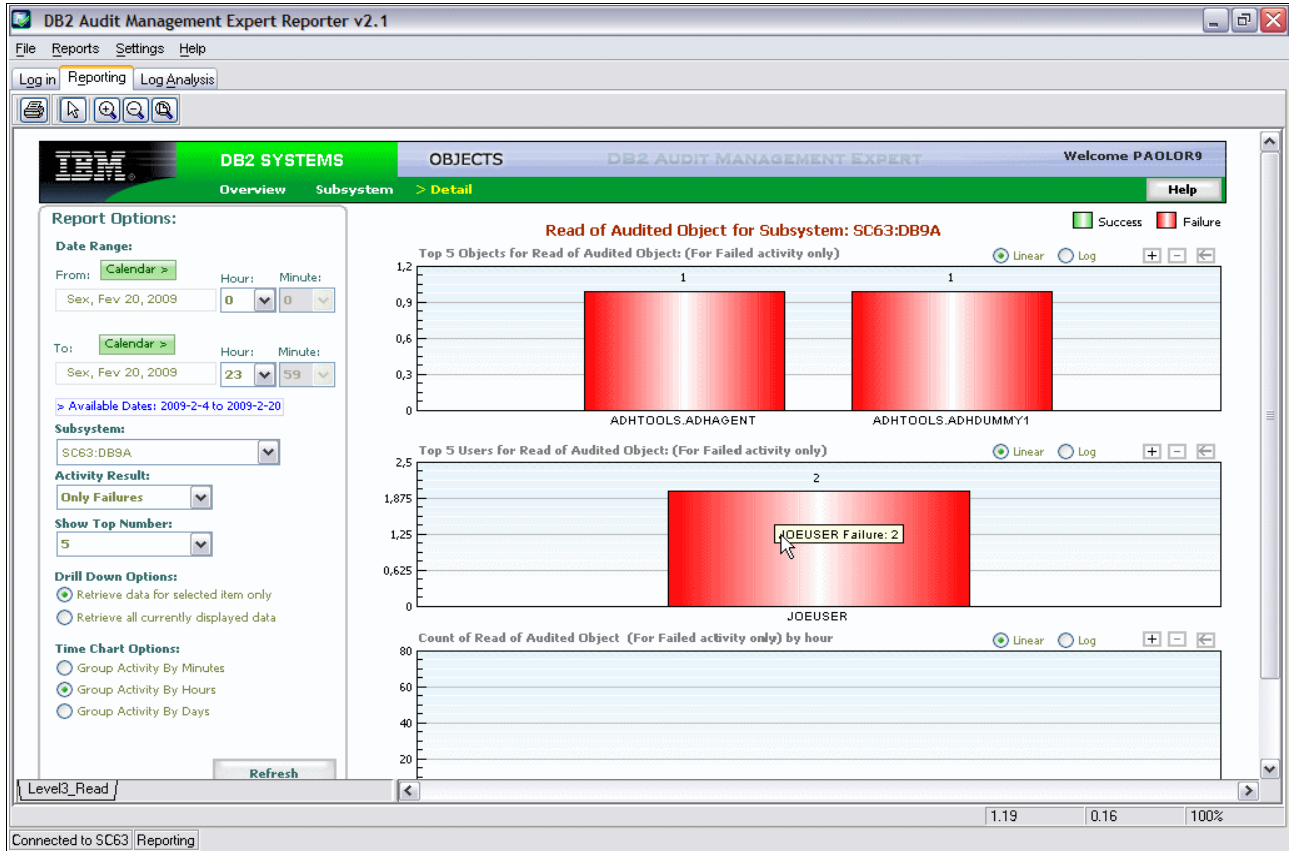 DB2 Audit Management Expert Reporter v2.1
File Reports Settings Help
Log in Reporting Log Analysis
IBM
DB2 SYSTEMS OBJECTS DB2 AUDIT MANAGEMENT EXPERT Welcome PAOLOR9
Overview Subsystem > Detail Help
Report Options:
Date Range:
From: Calendar > Hour: Minute:
Sex, Fev 20, 2009 0 0
To: Calendar > Hour: Minute:
Sex, Fev 20, 2009 23 59
> Available Dates: 2009-2-4 to 2009-2-20
Subsystem:
SC63:DB9A
Activity Result:
Only Failures
Show Top Number:
5
Drill Down Options:
Retrieve data for selected item only
Retrieve all currently displayed data
Time Chart Options:
Group Activity By Minutes
Group Activity By Hours
Group Activity By Days
Refresh
Success Failure
Read of Audited Object for Subsystem: SC63:DB9A
Top 5 Objects for Read of Audited Object: (For Failed activity only) Linear Log + -
1,2
1 1
0,9
0,6
0,3
0
ADHTOOLS.ADHAGENT ADHTOOLS.ADHDUMMY1
Top 5 Users for Read of Audited Object: (For Failed activity only) Linear Log + -
2,5
2
1,875
1,25
JOEUSER Failure: 2
0,625
0
JOEUSER
Count of Read of Audited Object (For Failed activity only) by hour Linear Log + -
80
60
40
20
Level3_Read
1.19 0.16 100%
Connected to SC63 Reporting